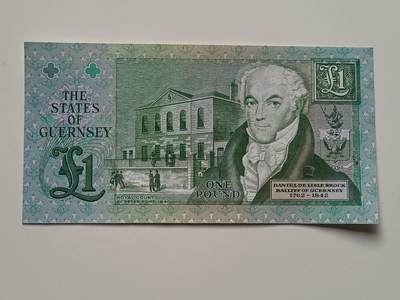 THE
STATES
OF
GUERNSEY
£1
£1
ROYAL COURT
ONE
POUND
DANIEL DE LISLE BROCK
BAILIFF OF GUERNSEY
1762 - 1842